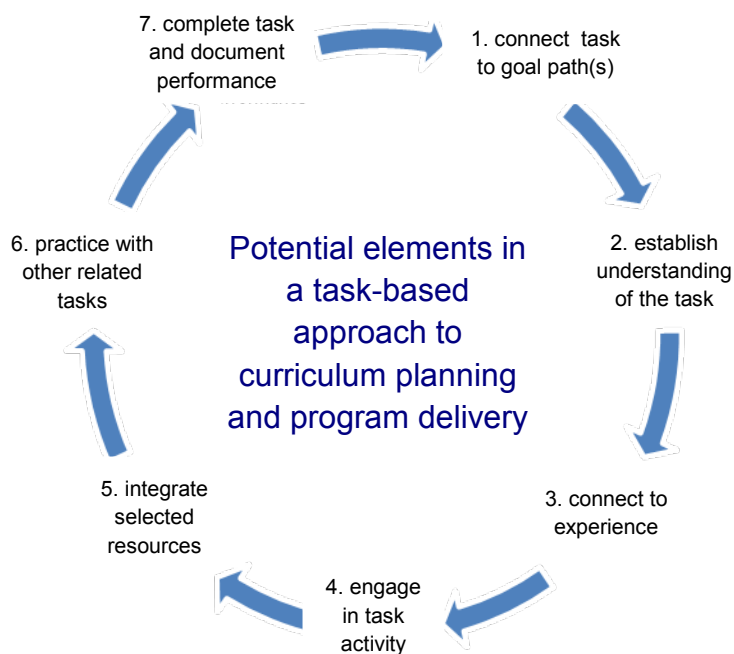 7. complete task
and document
performance
1. connect task
to goal path(s)
2. establish
understanding
of the task
3. connect to
experience
4. engage
in task
activity
5. integrate
selected
resources
6. practice with
other related
tasks
Potential elements in
a task-based
approach to
curriculum planning
and program delivery